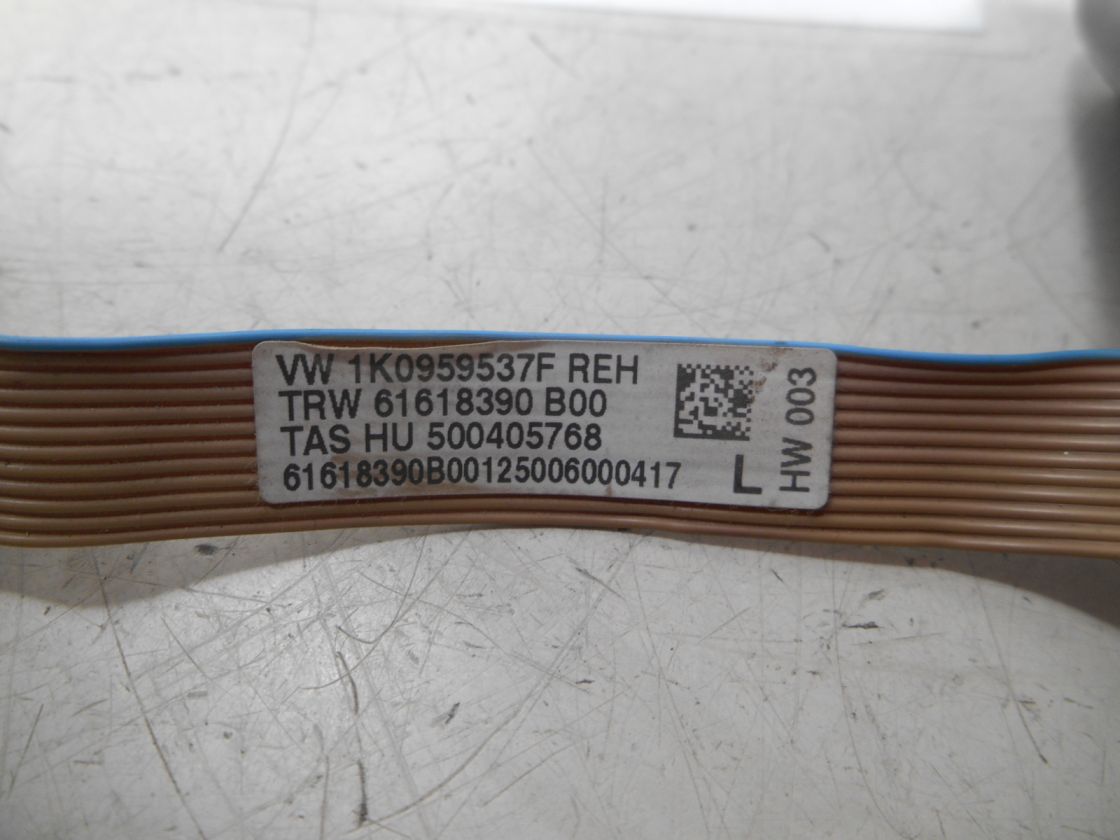 VW 1K0959537F REH
TRW 61618390 B00
TAS HU 500405768
61618390B00125006000417
L
HW 003